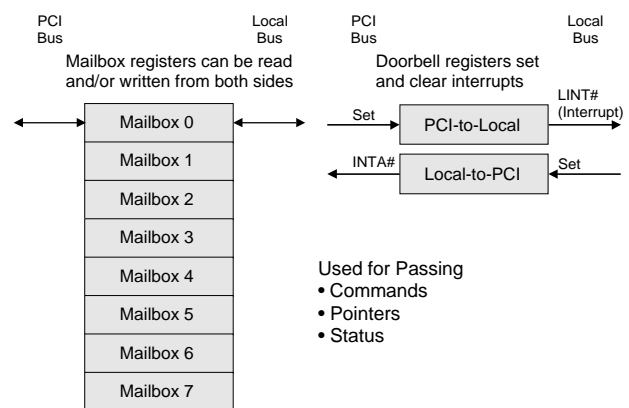 PCI
Bus
Local
Bus
Mailbox registers can be read
and/or written from both sides
Mailbox 0
Mailbox 1
Mailbox 2
Mailbox 3
Mailbox 4
Mailbox 5
Mailbox 6
Mailbox 7
PCI
Bus
Local
Bus
Doorbell registers set
and clear interrupts
Set
PCI-to-Local
LINT#
(Interrupt)
INTA#
Local-to-PCI
Set
Used for Passing
• Commands
• Pointers
• Status